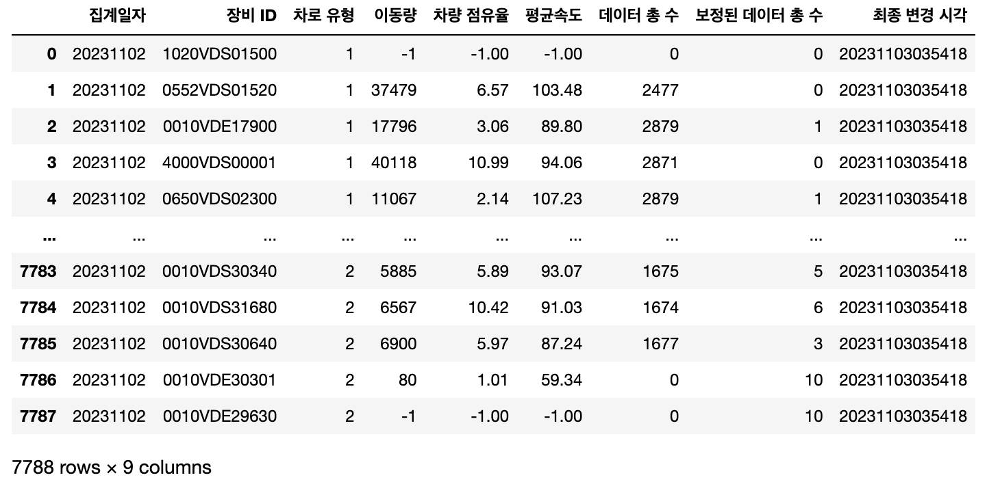 집계일자 장비 ID 차로 유형 이동량 차량 점유율 평균속도 데이터 총 수 보정된 데이터 총 수 최종 변경 시각
0 20231102 1020VDS01500 1 -1 -1.00 -1.00 0 0 20231103035418
1 20231102 0552VDS01520 1 37479 6.57 103.48 2477 0 20231103035418
2 20231102 0010VDE17900 1 17796 3.06 89.80 2879 1 20231103035418
3 20231102 4000VDS00001 1 40118 10.99 94.06 2871 0 20231103035418
4 20231102 0650VDS02300 1 11067 2.14 107.23 2879 1 20231103035418
... ... ... ... ... ... ... ... ... ...
7783 20231102 0010VDS30340 2 5885 5.89 93.07 1675 5 20231103035418
7784 20231102 0010VDS31680 2 6567 10.42 91.03 1674 6 20231103035418
7785 20231102 0010VDS30640 2 6900 5.97 87.24 1677 3 20231103035418
7786 20231102 0010VDE30301 2 80 1.01 59.34 0 10 20231103035418
7787 20231102 0010VDE29630 2 -1 -1.00 -1.00 0 10 20231103035418
7788 rows × 9 columns